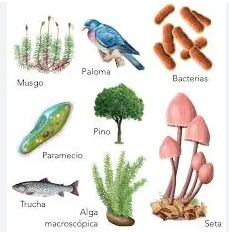 Musgo
Paloma
Bacterias
Paramecio
Pino
Trucha
Alga
macroscópica
Seta